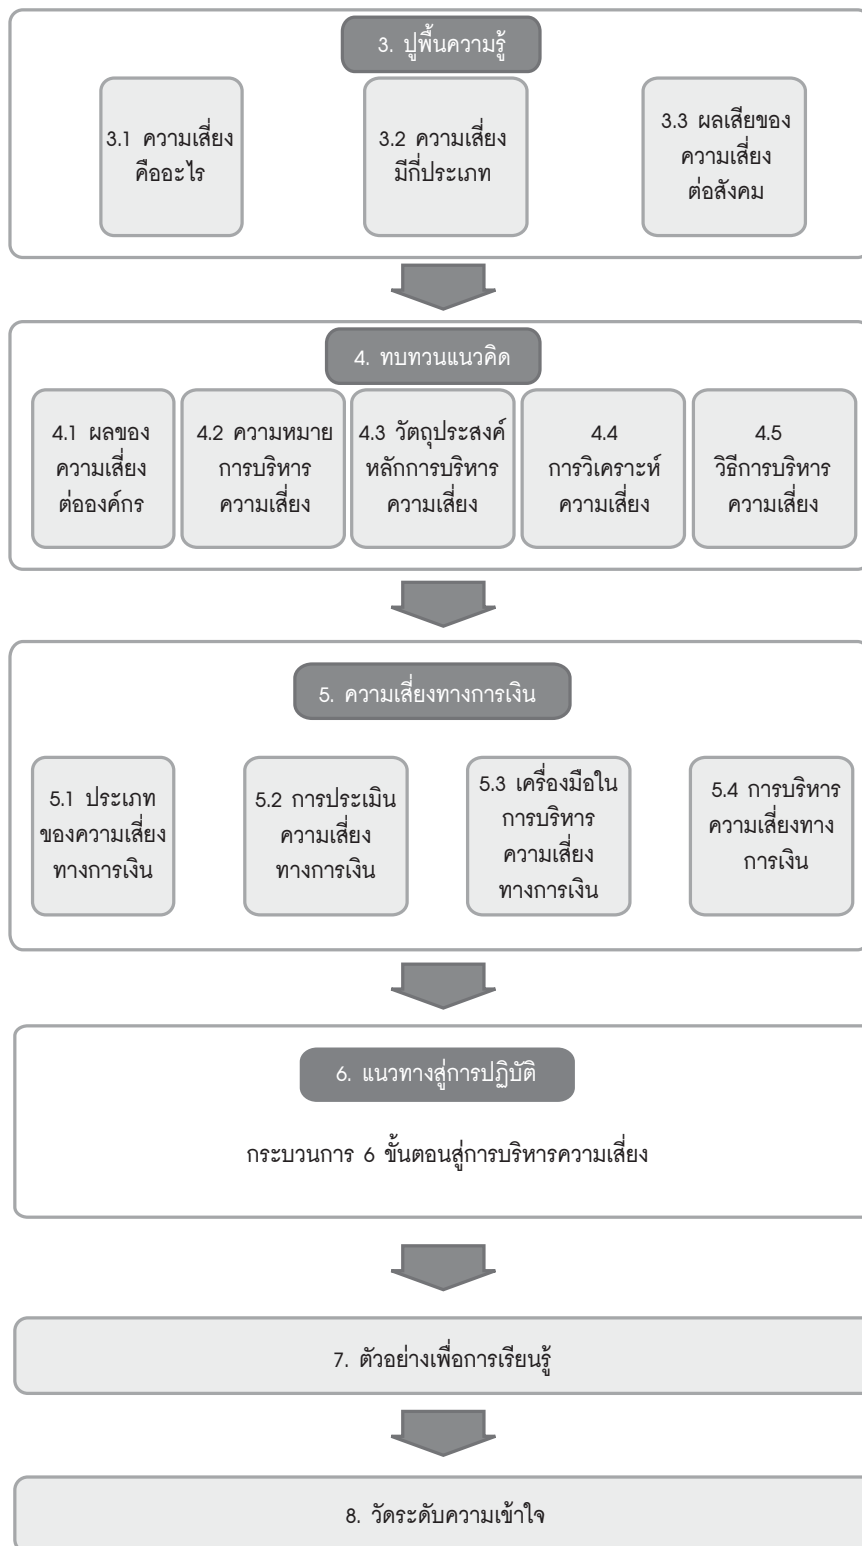 3. ปูพื้นความรู้
3.1 ความเสี่ยง
คืออะไร
3.2 ความเสี่ยง
มีกี่ประเภท
3.3 ผลเสียของ
ความเสี่ยง
ต่อสังคม
4. ทบทวนแนวคิด
4.1 ผลของ
ความเสี่ยง
ต่อองค์กร
4.2 ความหมาย
การบริหาร
ความเสี่ยง
4.3 วัตถุประสงค์
หลักการบริหาร
ความเสี่ยง
4.4
การวิเคราะห์
ความเสี่ยง
4.5
วิธีการบริหาร
ความเสี่ยง
5. ความเสี่ยงทางการเงิน
5.1 ประเภท
ของความเสี่ยง
ทางการเงิน
5.2 การประเมิน
ความเสี่ยง
ทางการเงิน
5.3 เครื่องมือใน
การบริหาร
ความเสี่ยง
ทางการเงิน
5.4 การบริหาร
ความเสี่ยงทาง
การเงิน
6. แนวทางสู่การปฏิบัติ
กระบวนการ 6 ขั้นตอนสู่การบริหารความเสี่ยง
7. ตัวอย่างเพื่อการเรียนรู้
8. วัดระดับความเข้าใจ